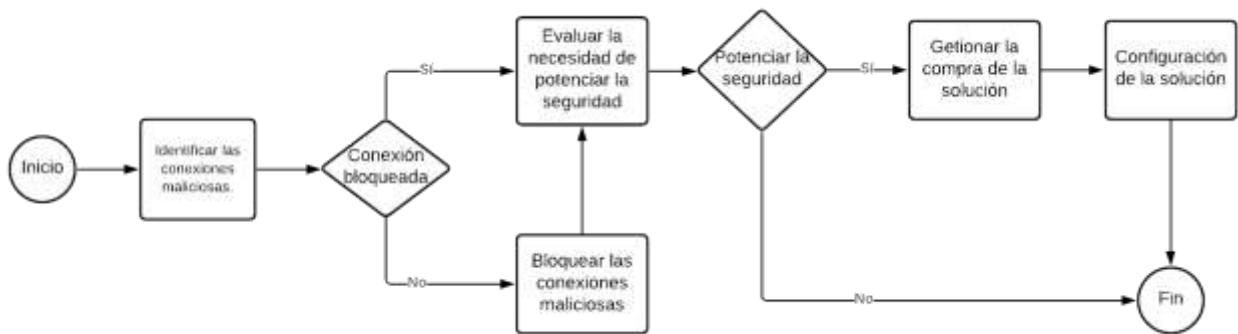 Inicio
Identificar las
conexiones
maliciosas.
Conexión
bloqueada
Sí
No
Evaluar la
necesidad de
potenciar la
seguridad
Bloquear las
conexiones
maliciosas
Potenciar la
seguridad
Sí
No
Getionar la
compra de la
solución
Configuración
de la solución
Fin